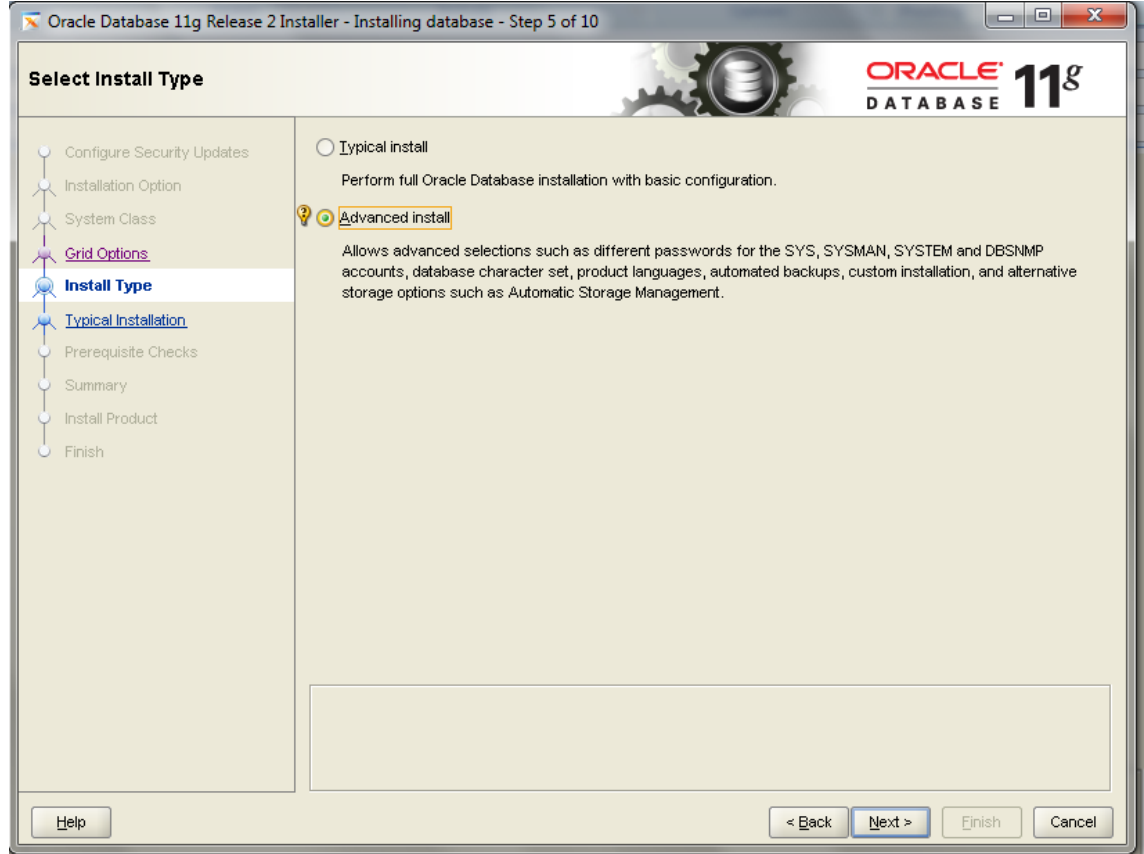 Oracle Database 11g Release 2 Installer - Installing database - Step 5 of 10
Select Install Type
ORACLE 11g
DATABASE
Configure Security Updates
Installation Option
System Class
Grid Options
Install Type
Typical Installation
Prerequisite Checks
Summary
Install Product
Finish
Typical install
Perform full Oracle Database installation with basic configuration.
Advanced install
Allows advanced selections such as different passwords for the SYS, SYSMAN, SYSTEM and DBSNMP
accounts, database character set, product languages, automated backups, custom installation, and alternative
storage options such as Automatic Storage Management.
Help
< Back
Next >
Finish
Cancel